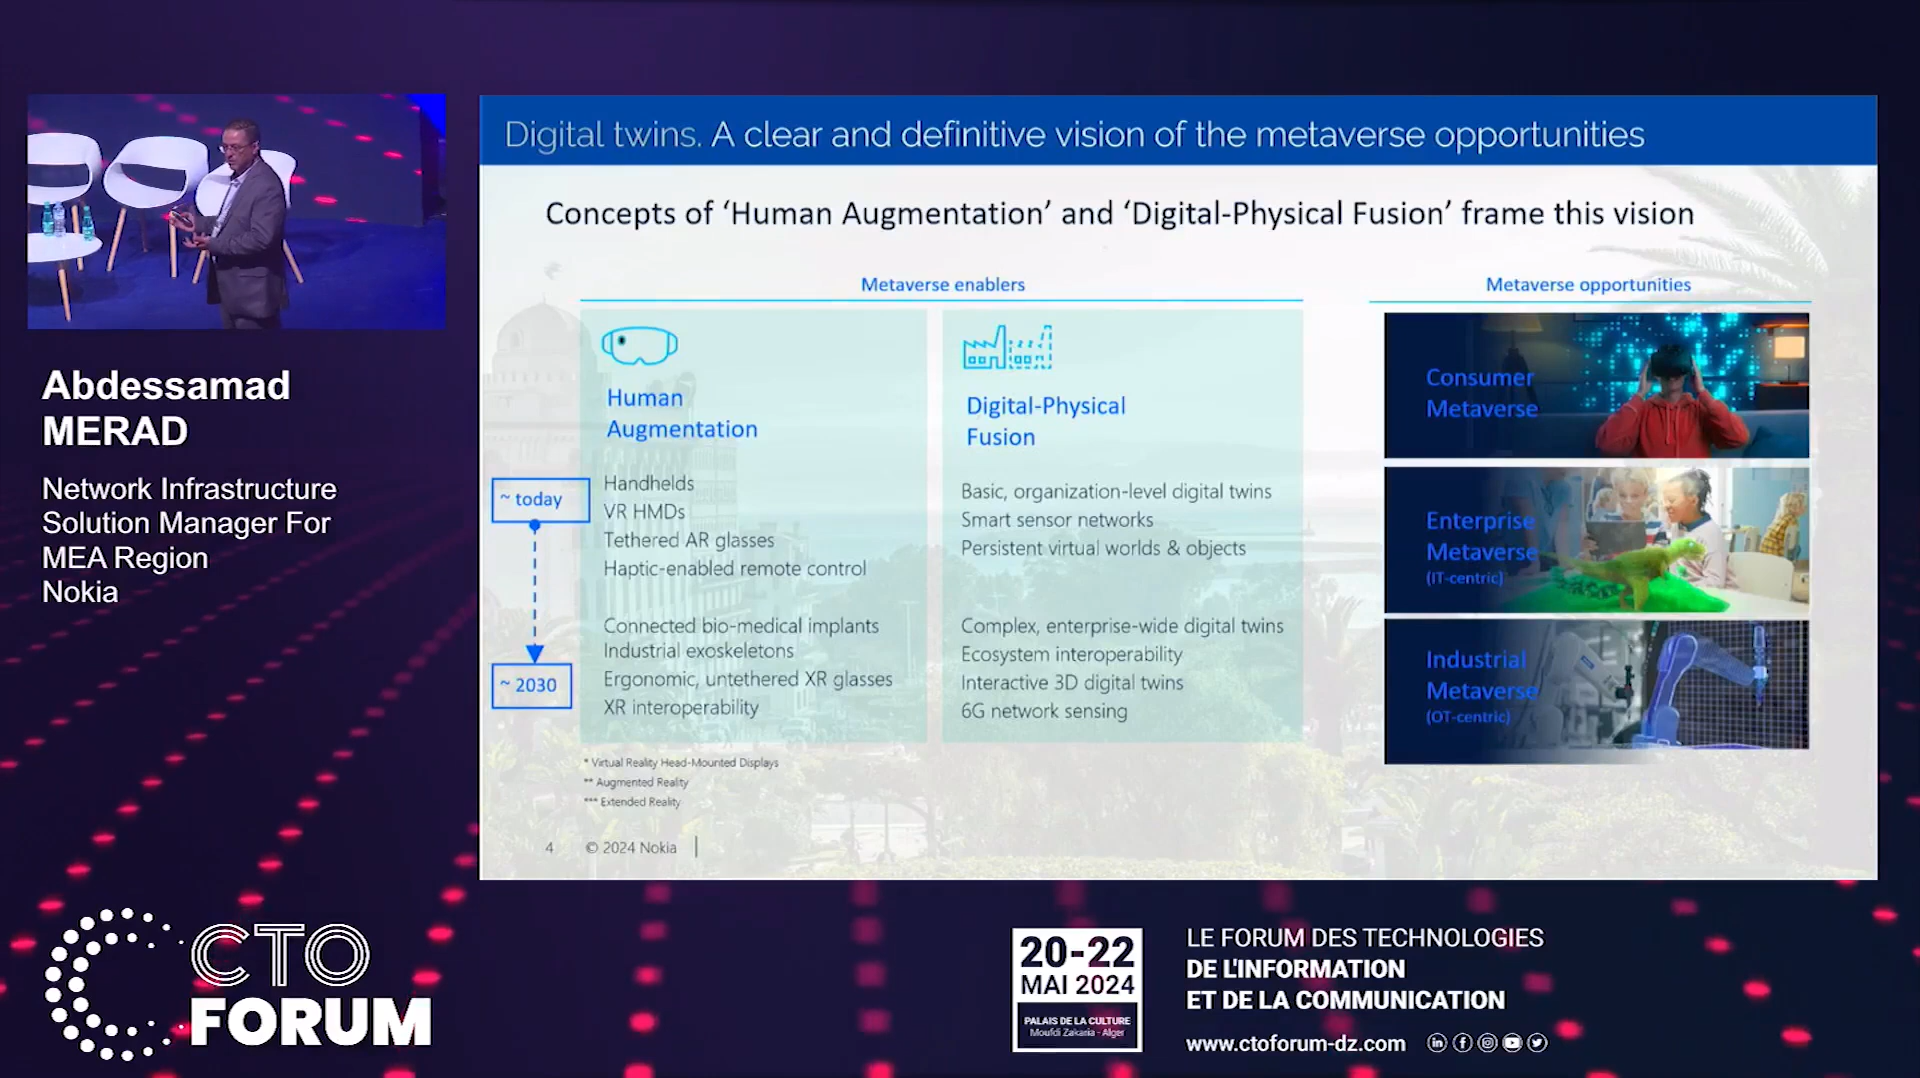 Digital twins. A clear and definitive vision of the metaverse opportunities
Concepts of ‘Human Augmentation’ and ‘Digital-Physical Fusion’ frame this vision
Metaverse enablers
Human
Augmentation
Digital-Physical
Fusion
~ today
Handhelds
VR HMDs
Tethered AR glasses
Haptic-enabled remote control
Basic, organization-level digital twins
Smart sensor networks
Persistent virtual worlds & objects
~ 2030
Connected bio-medical implants
Industrial exoskeletons
Ergonomic, untethered XR glasses
XR interoperability
Complex, enterprise-wide digital twins
Ecosystem interoperability
Interactive 3D digital twins
6G network sensing
Metaverse opportunities
Consumer
Metaverse
Enterprise
Metaverse
(IT-centric)
Industrial
Metaverse
(OT-centric)
* Virtual Reality Head-Mounted Displays
** Augmented Reality
*** Extended Reality
4 © 2024 Nokia
Abdessamad
MERAD
Network Infrastructure
Solution Manager For
MEA Region
Nokia
CTO
FORUM
20-22
MAI 2024
PALAIS DE LA CULTURE
Moufdi Zakaria - Alger
LE FORUM DES TECHNOLOGIES
DE L'INFORMATION
ET DE LA COMMUNICATION
www.ctoforum-dz.com